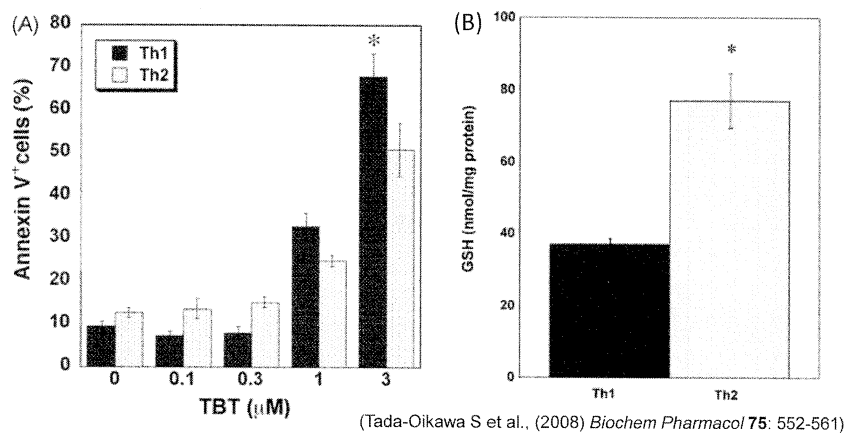 (A)
Annexin V+cells (%)
80
70
60
50
40
30
20
10
0
Th1
Th2
*
0 0.1 0.3 1 3
TBT (μM)
(B)
GSH (nmol/mg protein)
100
80
60
40
20
0
*
Th1 Th2
(Tada-Oikawa S et al., (2008) Biochem Pharmacol 75: 552-561)